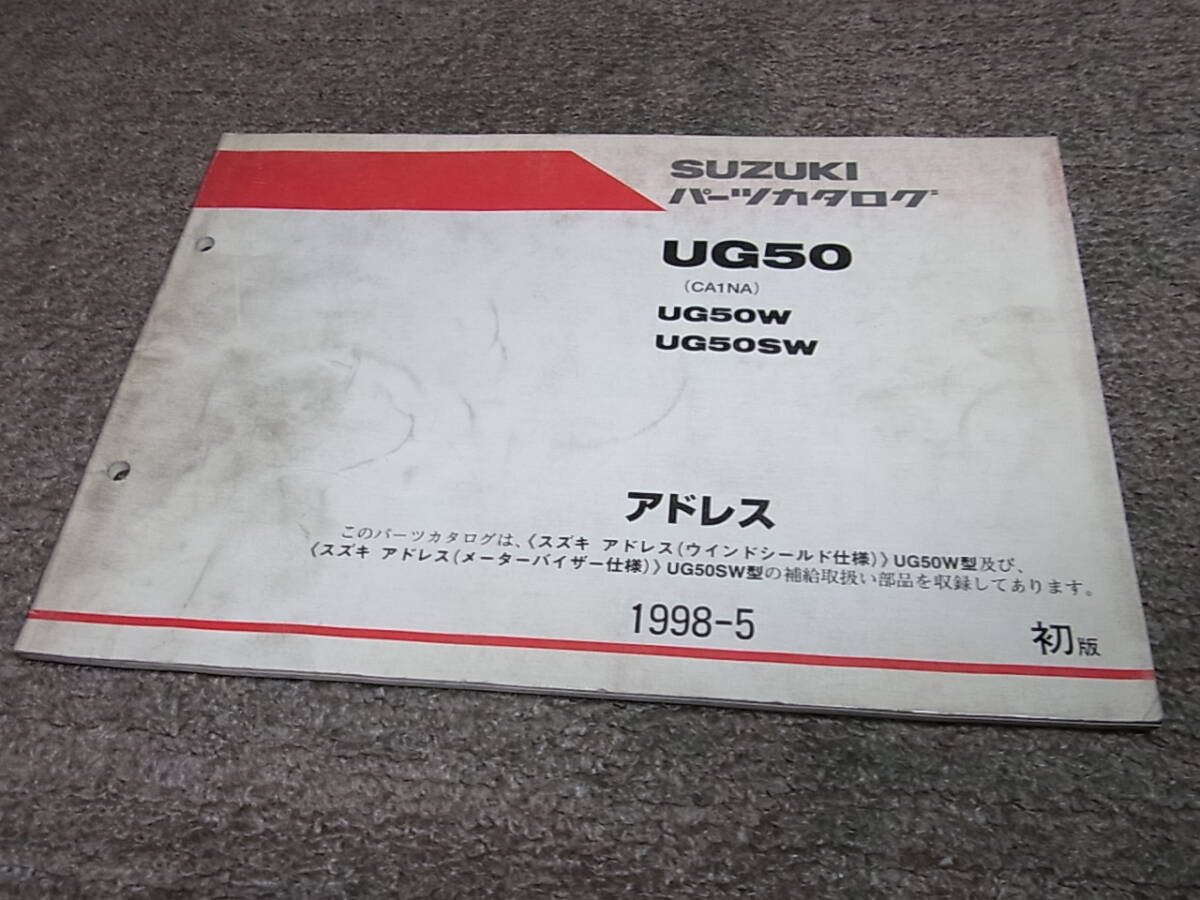 SUZUKI
パーツカタログ
UG50
(CA1NA)
UG50W
UG50SW
アドレス
このパーツカタログは、《スズキ アドレス(ウインドシールド仕様)》UG50W型及び、
《スズキ アドレス(メーターバイザー仕様)》UG50SW型の補給取扱い部品を収録してあります。
1998-5
初版